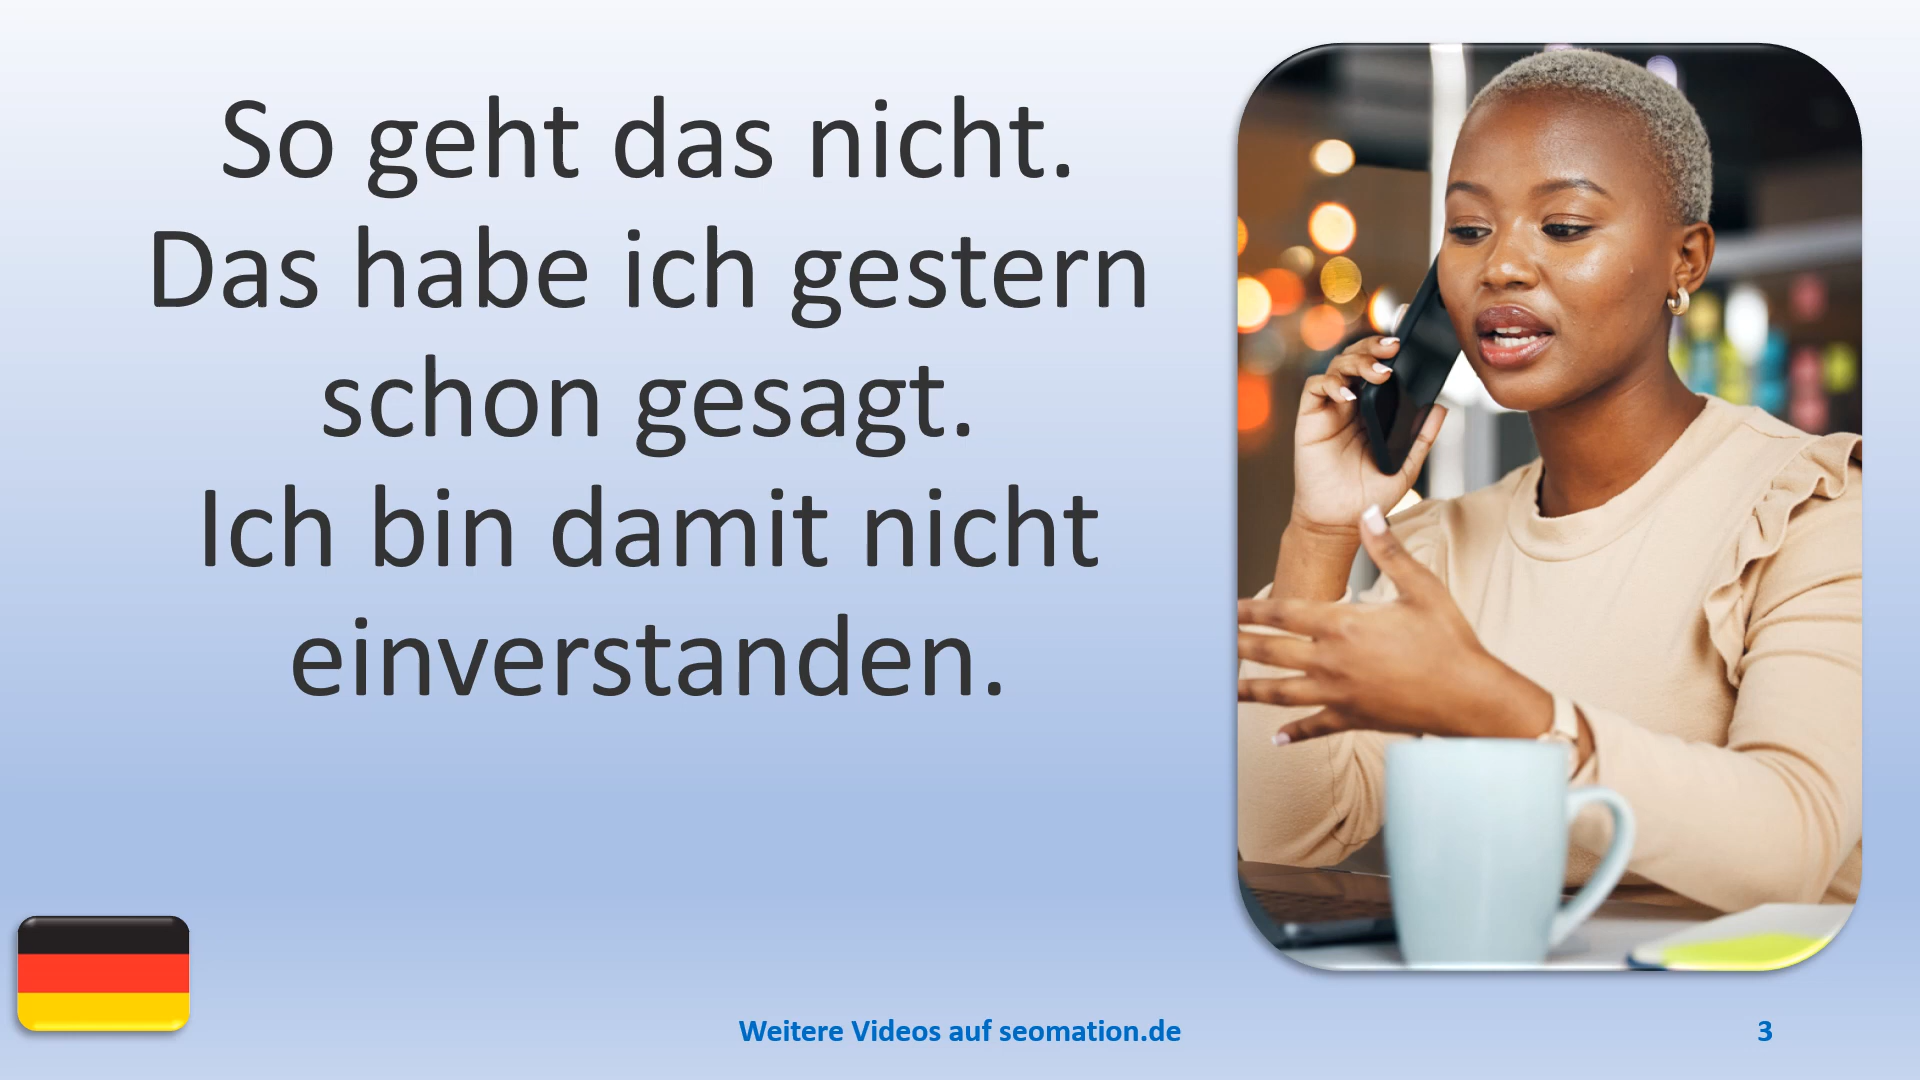 So geht das nicht.
Das habe ich gestern
schon gesagt.
Ich bin damit nicht
einverstanden.
Weitere Videos auf seomation.de
3